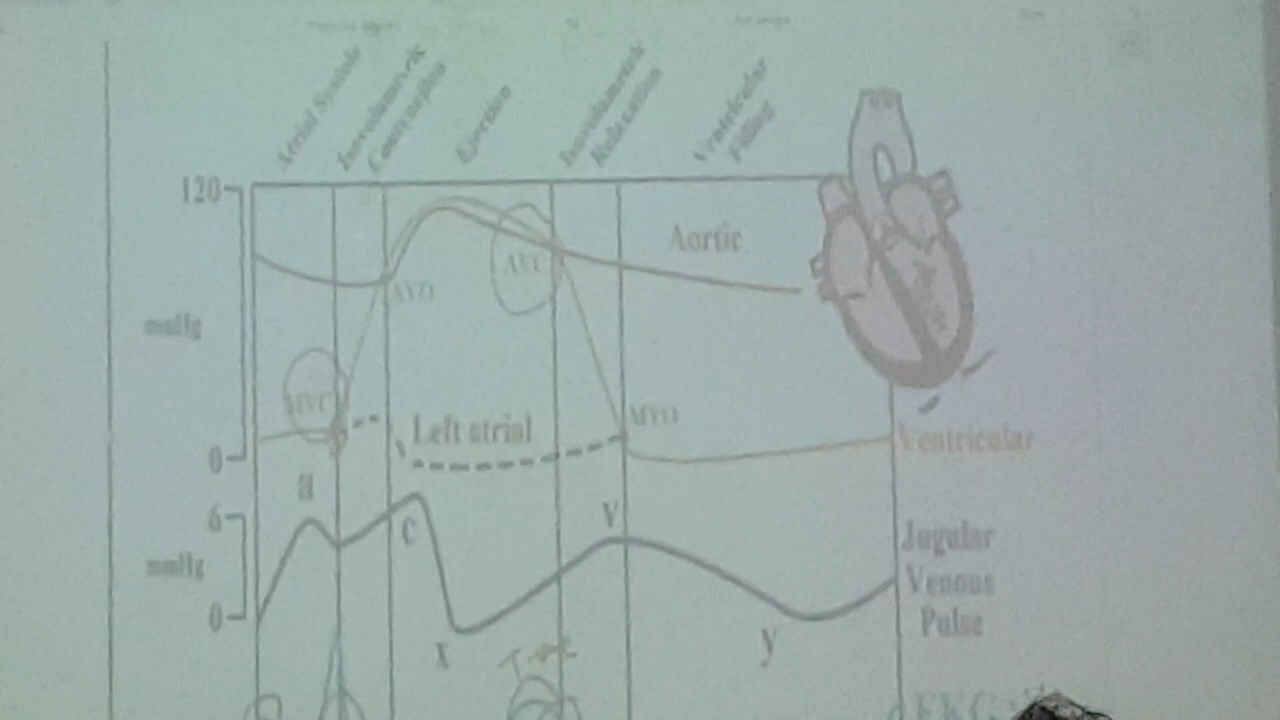 Atrial Systole
Isovolumetric
Contraction
Ejection
Isovolumetric
Relaxation
Ventricular
Filling
120
Aortic
AVC
AVO
mmHg
MVC
MVO
Left atrial
Ventricular
0
a
6
V
C
Jugular
Venous
Pulse
mmHg
0
x
y
EKG